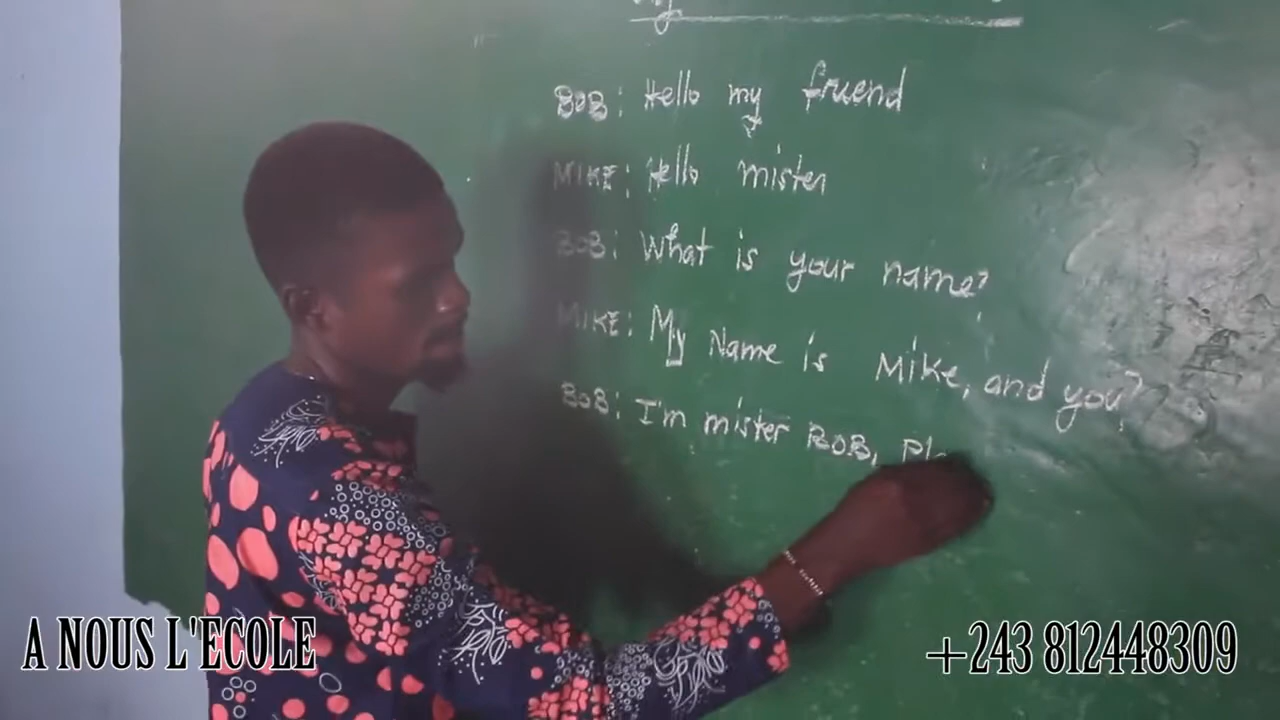 BOB: Hello my friend
MIKE: Hello mister
BOB: What is your name?
MIKE: My Name is Mike, and you?
BOB: I'm mister BOB,
A NOUS L'ECOLE
+243 812448309